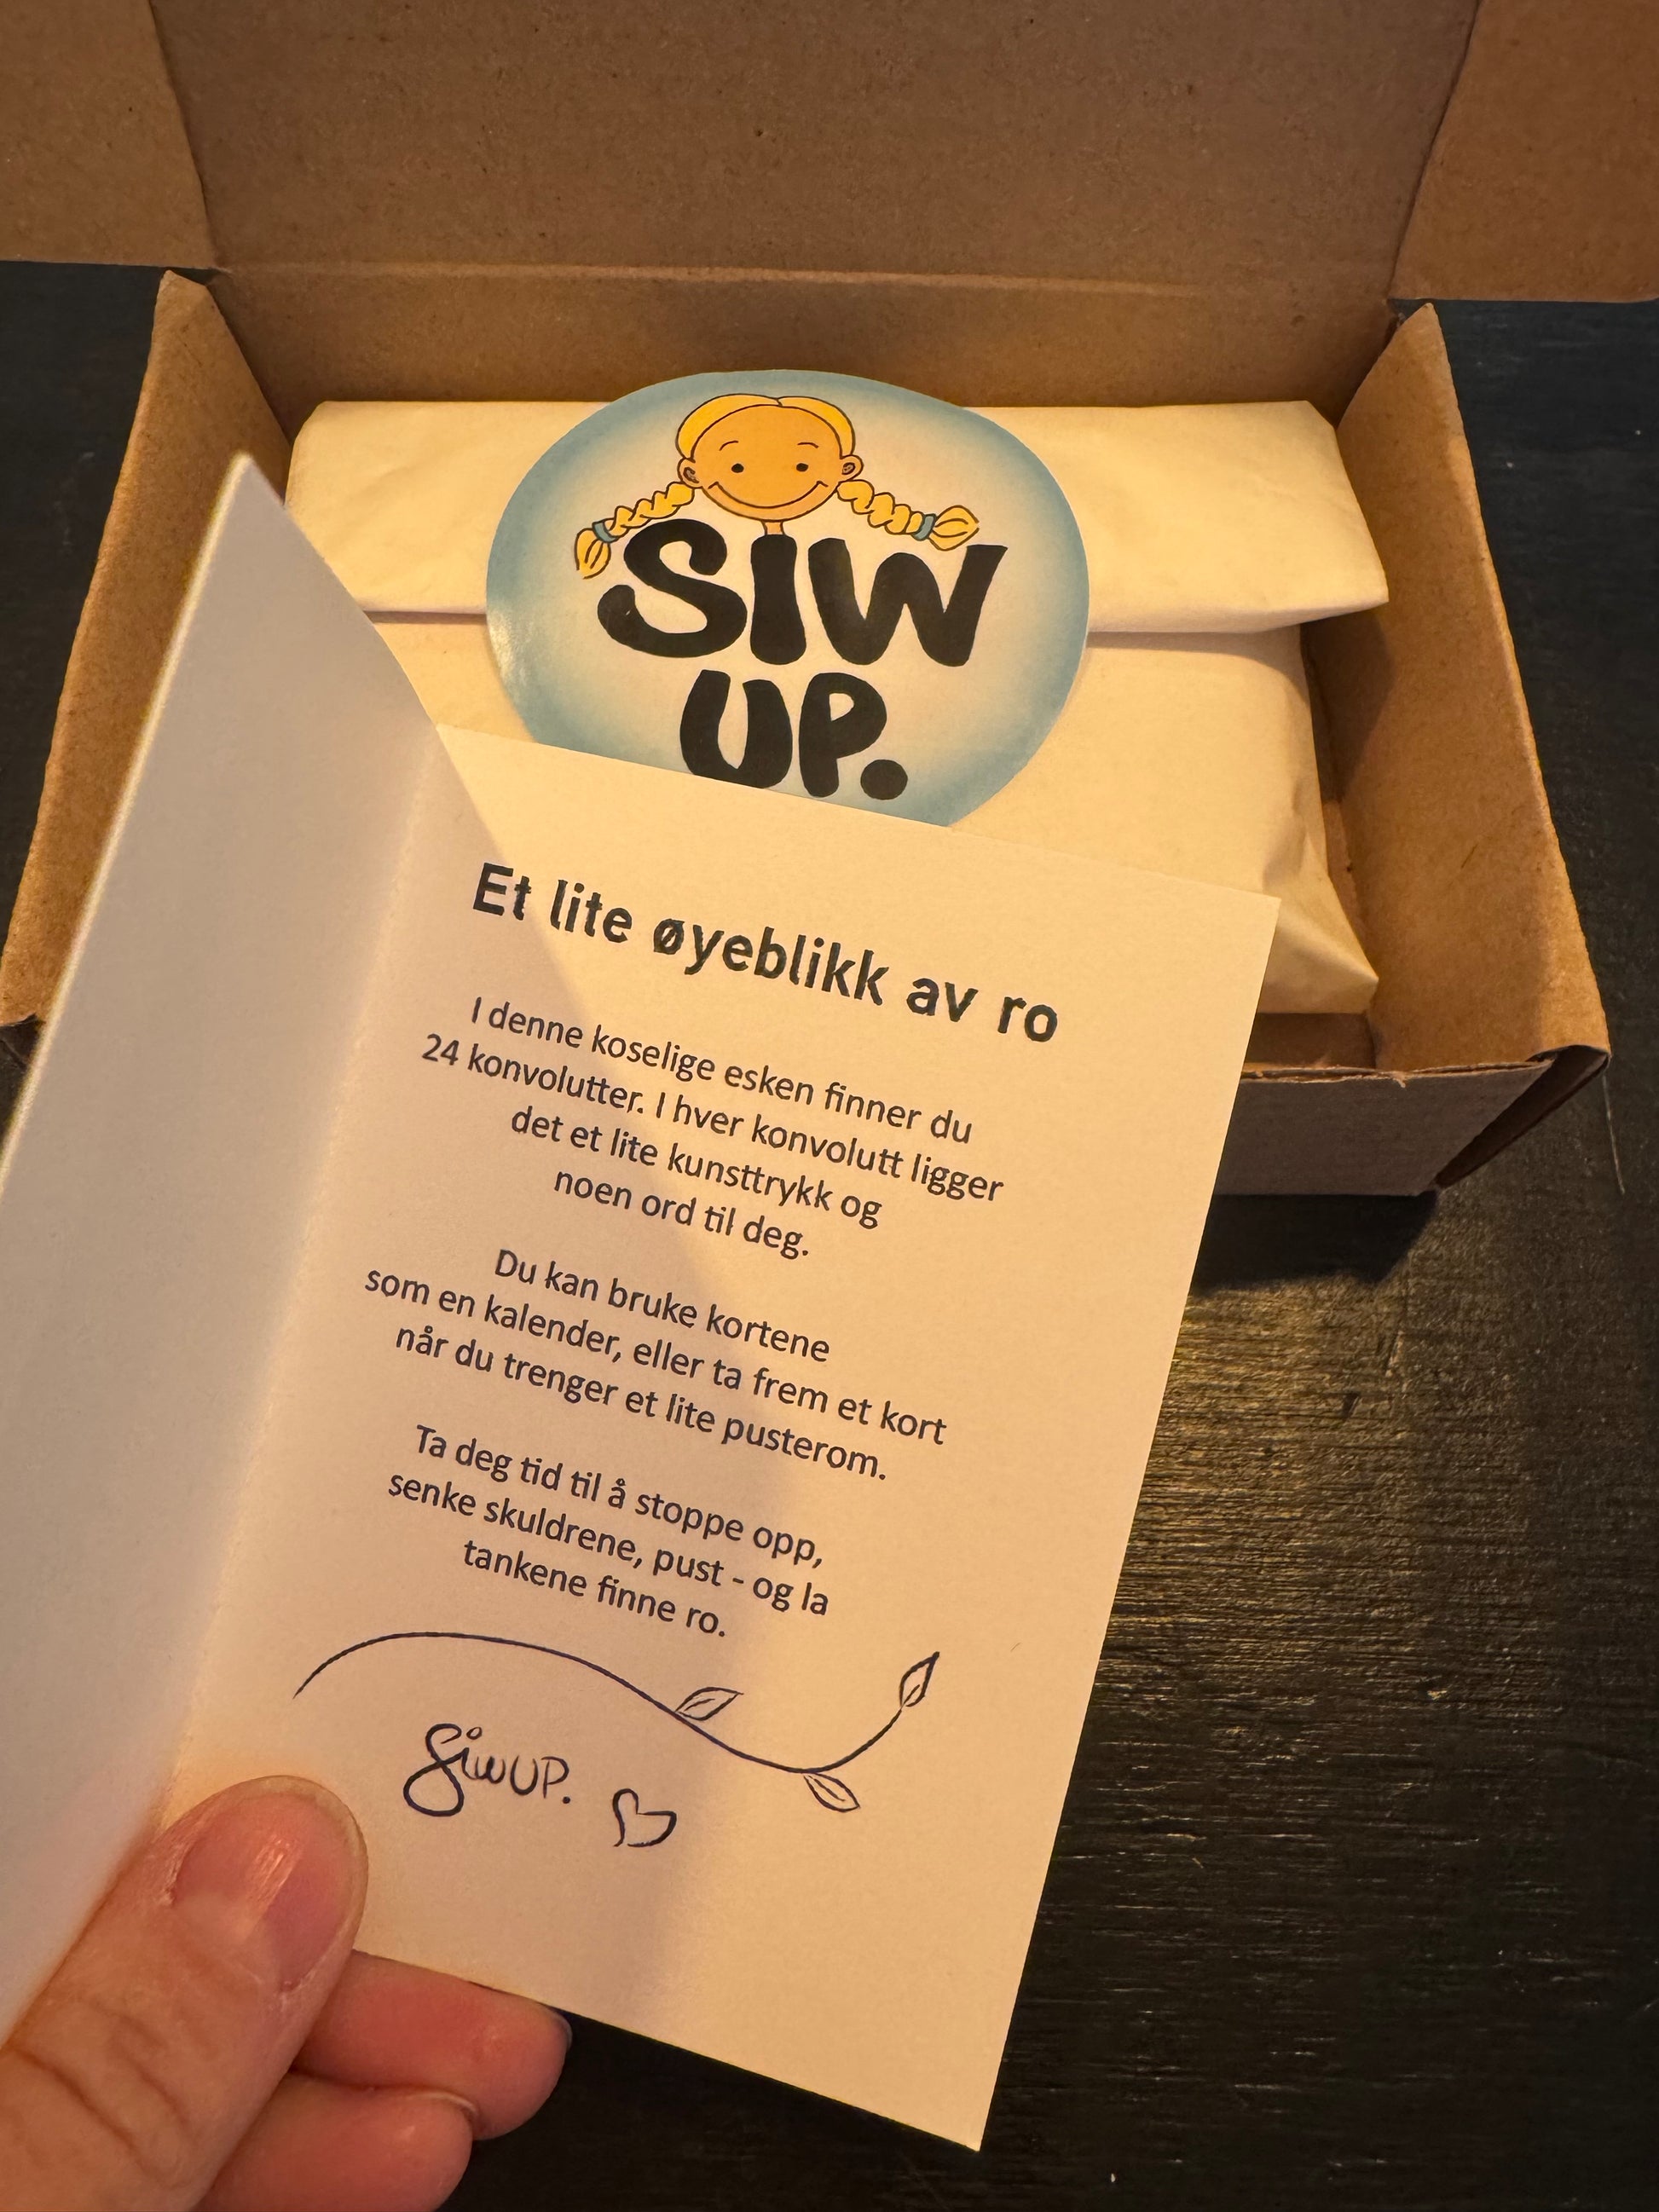 SIW
UP.
Et lite øyeblikk av ro
I denne koselige esken finner du
24 konvolutter. I hver konvolutt ligger
det et lite kunsttrykk og
noen ord til deg.
Du kan bruke kortene
som en kalender, eller ta frem et kort
når du trenger et lite pusterom.
Ta deg tid til å stoppe opp,
senke skuldrene, pust - og la
tankene finne ro.
SiwUP.